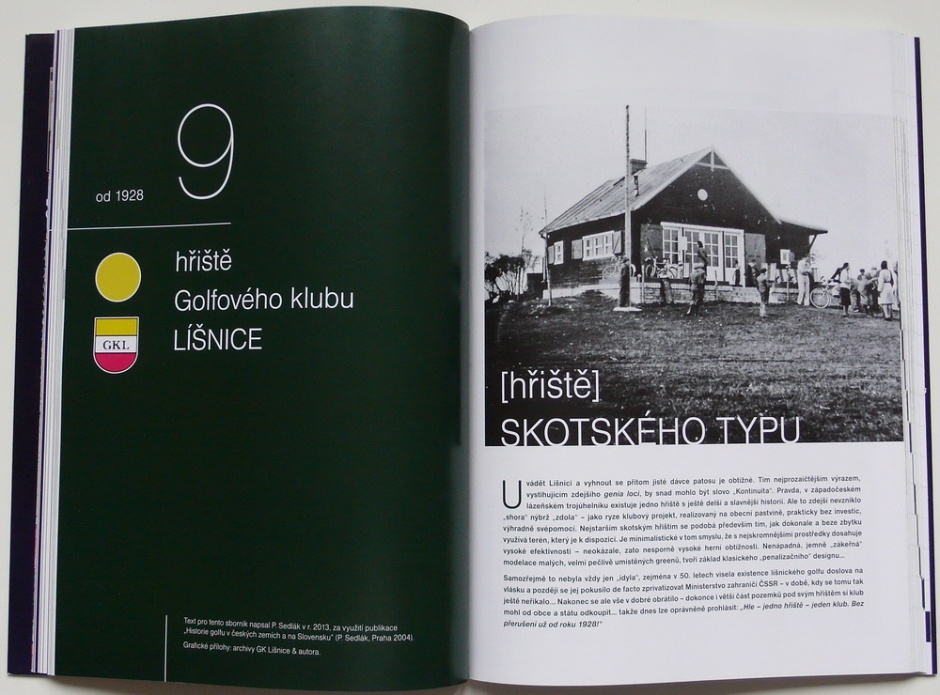 9
od 1928
hřiště
Golfového klubu
LÍŠNICE
GKL
Text pro tento sborník napsal P. Sedlák v r. 2013, za využití publikace
„Historie golfu v českých zemích a na Slovensku" (P. Sedlák, Praha 2004).
Grafické přílohy: archivy GK Líšnice & autora.
[hřiště]
SKOTSKÉHO TYPU
Uvádět Líšnici a vyhnout se přitom jisté dávce patosu je obtížné. Tím nejprozaičtějším výrazem,
vystihujícím zdejšího genia loci, by snad mohlo být slovo „Kontinuita". Pravda, v západočeském
lázeňském trojúhelníku existuje jedno hřiště s ještě delší a slavnější historií. Ale to zdejší nevzniklo
„shora" nýbrž „zdola" – jako ryze klubový projekt, realizovaný na obecní pastvině, prakticky bez investic,
výhradně svépomocí. Nejstarším skotským hřištím se podobá především tím, jak dokonale a beze zbytku
využívá terén, který je k dispozici. Je minimalistické v tom smyslu, že s nejskromnějšími prostředky dosahuje
vysoké efektivnosti – neokázale, zato nesporně vysoké herní obtížnosti. Nenápadná, jemně „zákeřná"
modelace malých, velmi pečlivě umístěných greenů, tvoří základ klasického „penalizačního" designu...
Samozřejmě to nebyla vždy jen „idyla", zejména v 50. letech visela existence líšnického golfu doslova na
vlásku a později se jej pokusilo de facto zprivatizovat Ministerstvo zahraničí ČSSR – v době, kdy se tomu tak
ještě neříkalo... Nakonec se ale vše v dobré obrátilo – dokonce i větší část pozemků pod svým hřištěm si klub
mohl od obce a státu odkoupit... takže dnes lze oprávněně prohlásit: „Hle – jedno hřiště – jeden klub. Bez
přerušení už od roku 1928!"